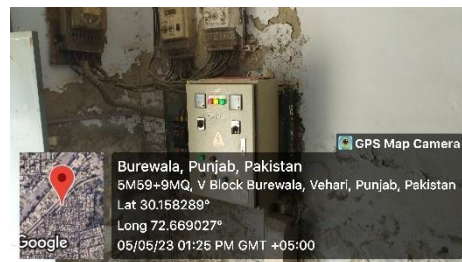 GPS Map Camera
Burewala, Punjab, Pakistan
5M59+9MQ, V Block Burewala, Vehari, Punjab, Pakistan
Lat 30.158289°
Long 72.669027°
05/05/23 01:25 PM GMT +05:00
Google